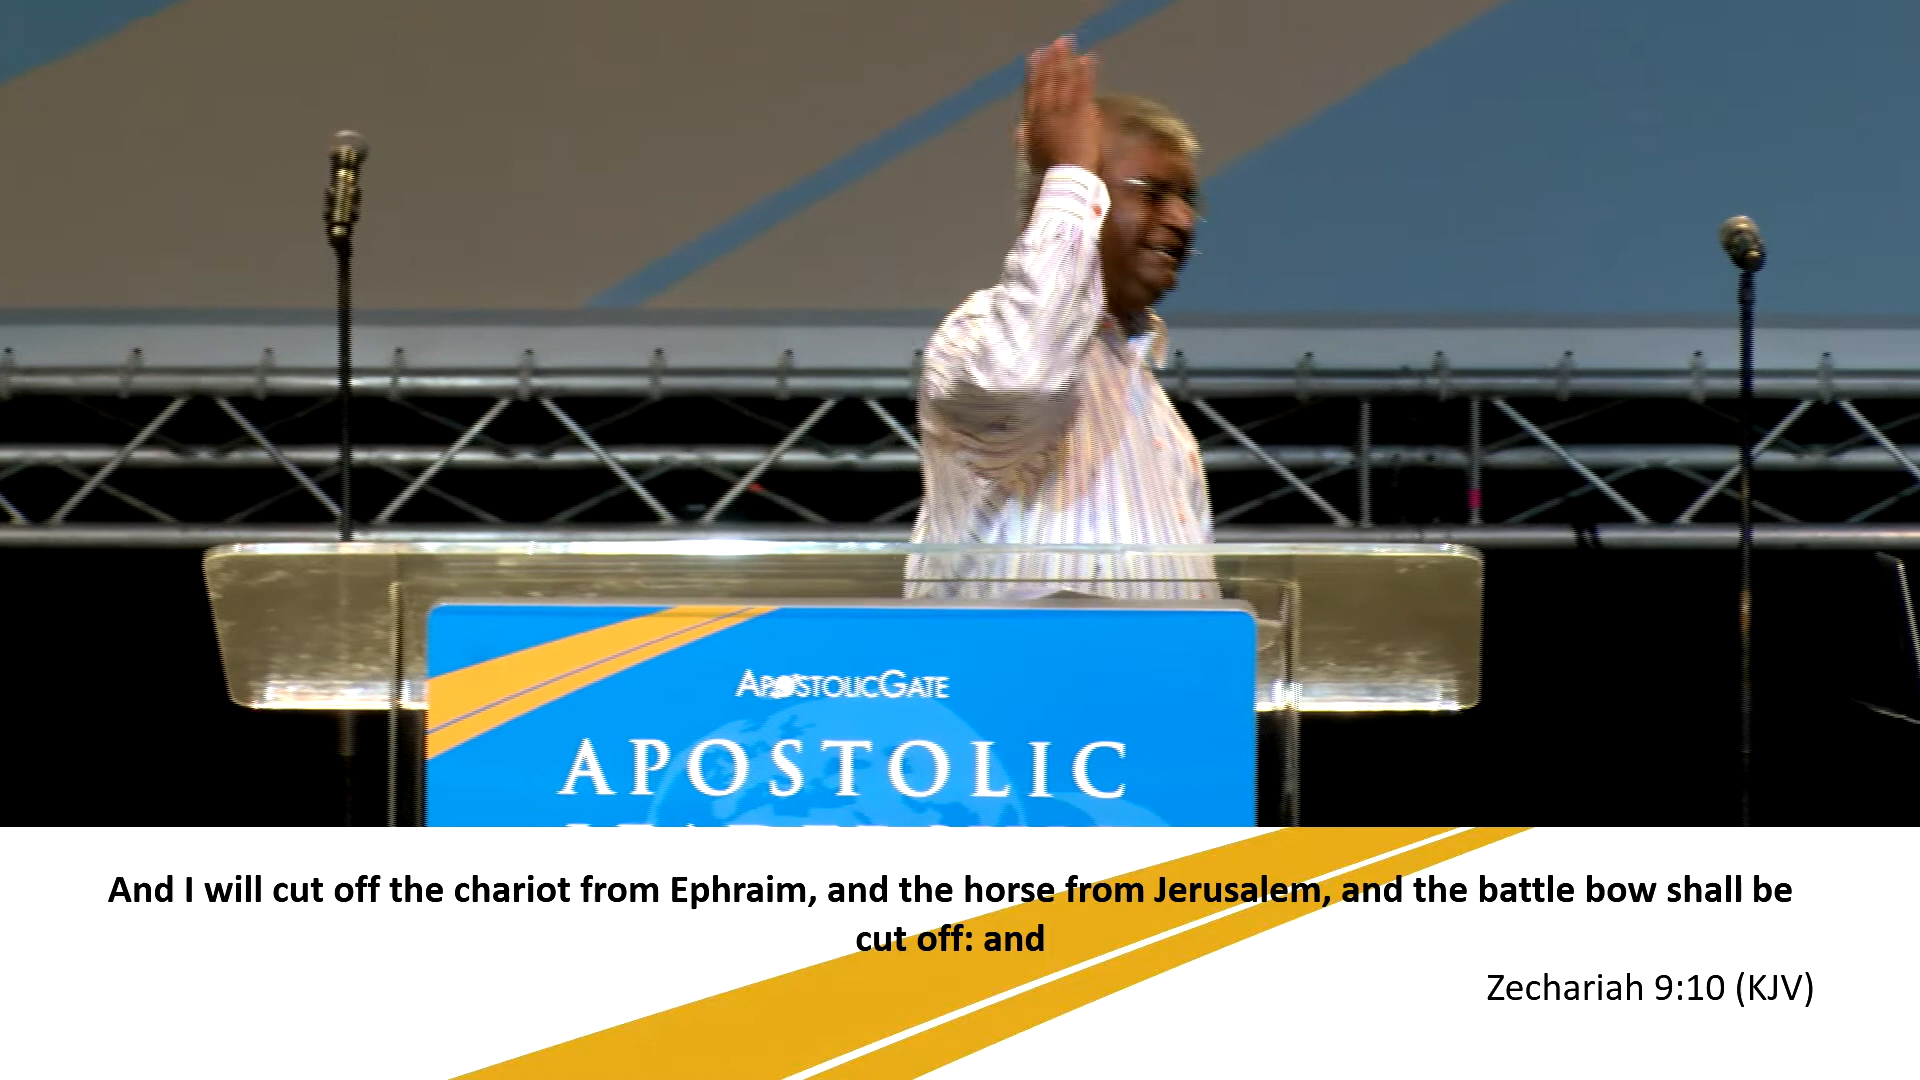 APOSTOLICGATE
APOSTOLIC
And I will cut off the chariot from Ephraim, and the horse from Jerusalem, and the battle bow shall be
cut off: and
Zechariah 9:10 (KJV)